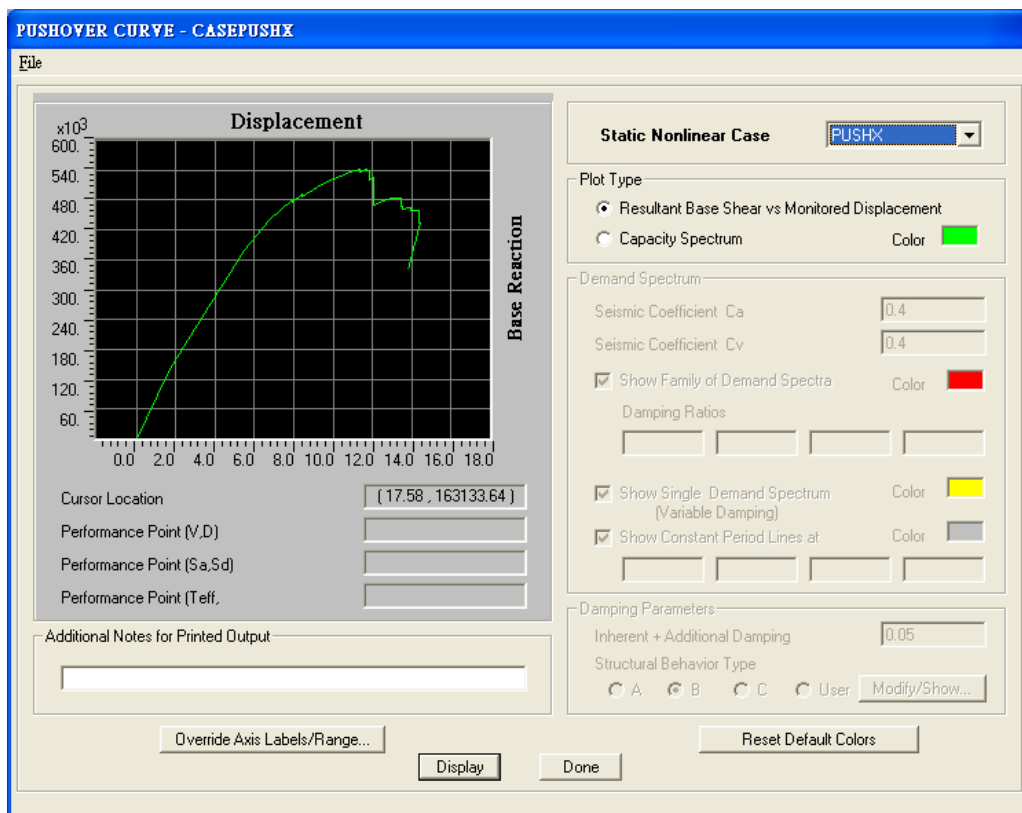 PUSHOVER CURVE - CASEPUSHX
File
Displacement
x10³
600.
540.
480.
420.
360.
300.
240.
180.
120.
60.
0.0 2.0 4.0 6.0 8.0 10.0 12.0 14.0 16.0 18.0
Base Reaction
Cursor Location
( 17.58 , 163133.64 )
Performance Point (V,D)
Performance Point (Sa,Sd)
Performance Point (Teff,
Additional Notes for Printed Output
Static Nonlinear Case
PUSHX
Plot Type
Resultant Base Shear vs Monitored Displacement
Capacity Spectrum
Color
Demand Spectrum
Seismic Coefficient Ca
0.4
Seismic Coefficient Cv
0.4
Show Family of Demand Spectra
Color
Damping Ratios
Show Single Demand Spectrum
(Variable Damping)
Color
Show Constant Period Lines at
Color
Damping Parameters
Inherent + Additional Damping
0.05
Structural Behavior Type
A B C User
Modify/Show...
Override Axis Labels/Range...
Reset Default Colors
Display
Done